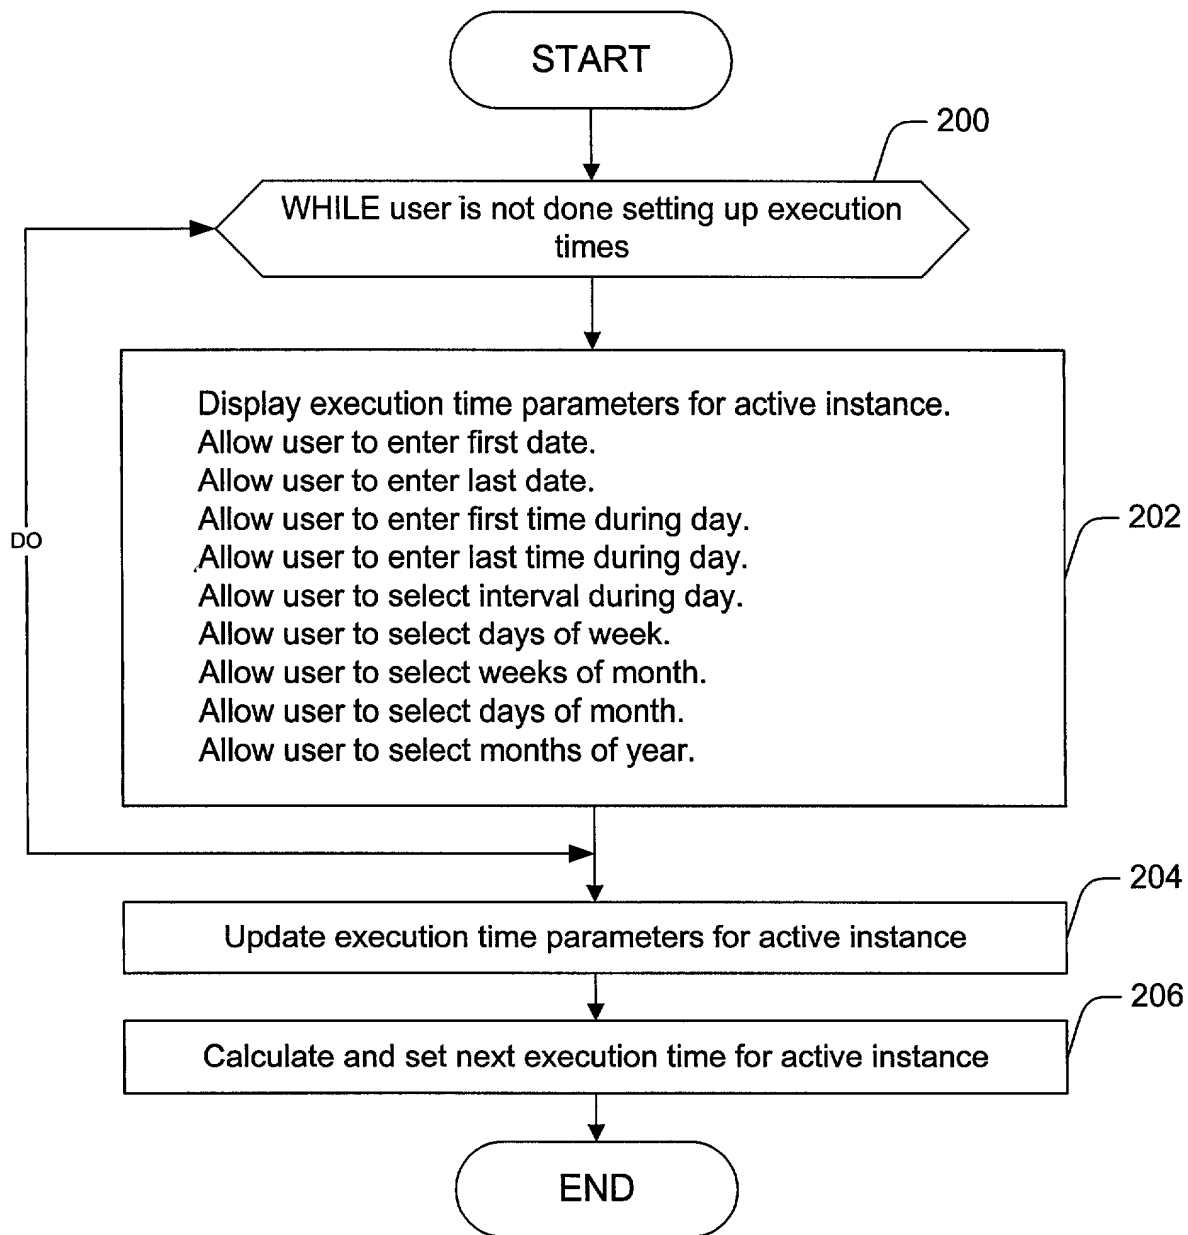 START
200
WHILE user is not done setting up execution
times
Display execution time parameters for active instance.
Allow user to enter first date.
Allow user to enter last date.
Allow user to enter first time during day.
Allow user to enter last time during day.
Allow user to select interval during day.
Allow user to select days of week.
Allow user to select weeks of month.
Allow user to select days of month.
Allow user to select months of year.
202
DO
204
Update execution time parameters for active instance
206
Calculate and set next execution time for active instance
END